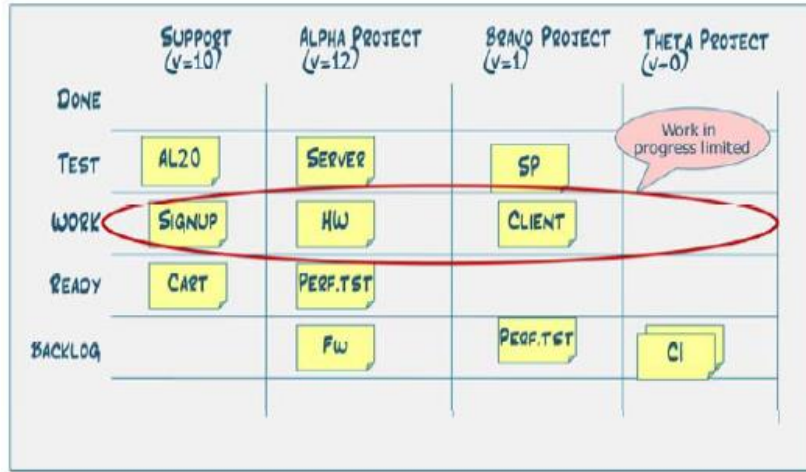 SUPPORT
(V=10)
ALPHA PROJECT
(V=12)
BRAVO PROJECT
(V=1)
THETA PROJECT
(V-0)
DONE
Work in
progress limited
TEST
AL20
SERVER
SP
WORK
SIGNUP
HW
CLIENT
READY
CART
PERF.TST
BACKLOG
FW
PERF.TST
CI